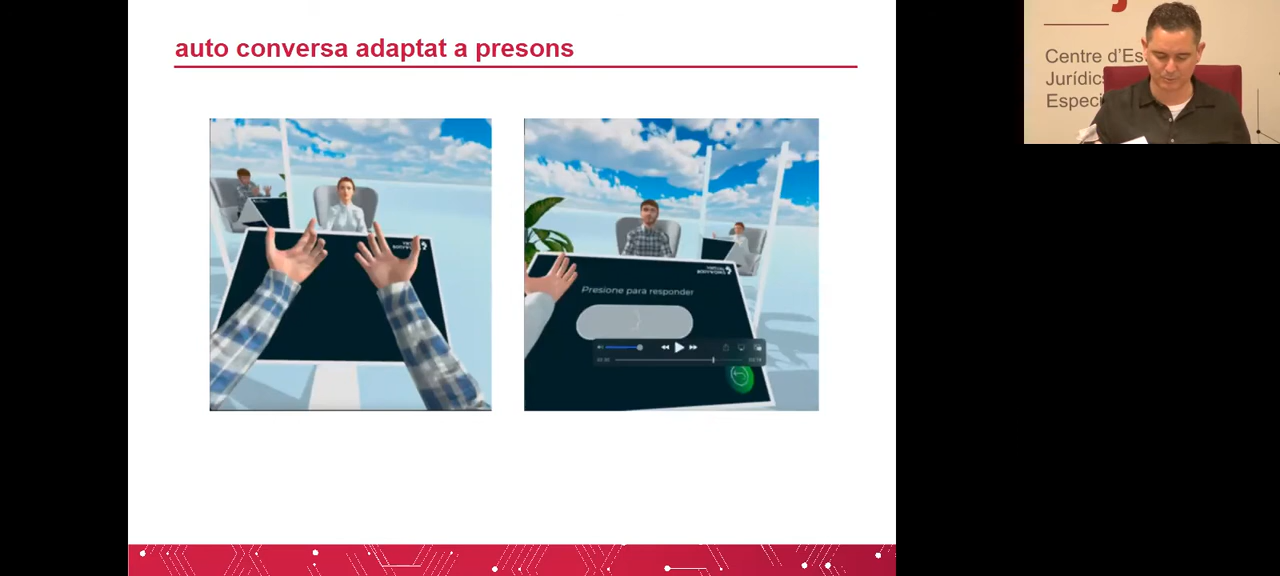 auto conversa adaptat a presons
Presione para responder
Centre d'Es
Jurídics
Especi